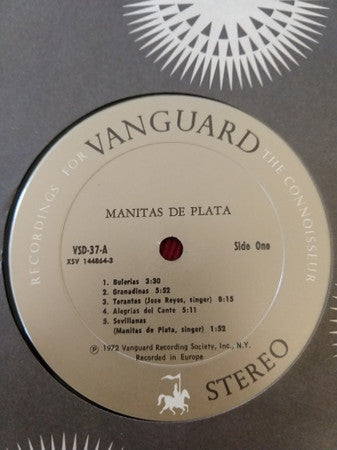 RECORDINGS FOR VANGUARD THE CONNOISSEUR
MANITAS DE PLATA
VSD-37-A
Side One
XSV 144864-3
1. Bulerias 3:30
2. Granadinas 5:52
3. Tarantas (Jose Reyes, singer) 8:15
4. Alegrias del Cante 5:11
5. Sevillanas
(Manitas de Plata, singer) 1:52
℗ 1972 Vanguard Recording Society, Inc., N.Y.
Recorded in Europe
STEREO